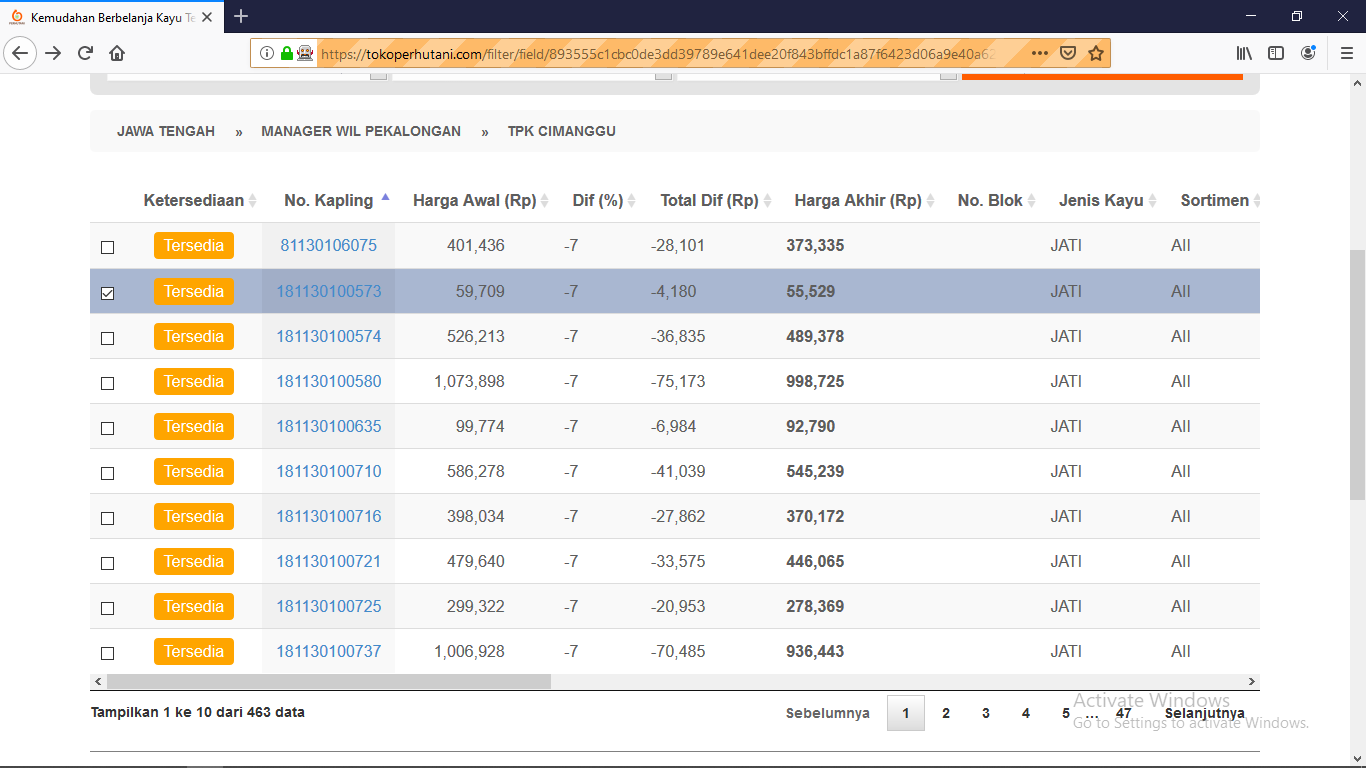 Kemudahan Berbelanja Kayu Te
https://tokoperhutani.com/filter/field/893555c1cbc0de3dd39789e641dee20f843bffdc1a87f6423d06a9e40a62
JAWA TENGAH » MANAGER WIL PEKALONGAN » TPK CIMANGGU
Ketersediaan No. Kapling Harga Awal (Rp) Dif (%) Total Dif (Rp) Harga Akhir (Rp) No. Blok Jenis Kayu Sortimen
Tersedia 81130106075 401,436 -7 -28,101 373,335 JATI AII
Tersedia 181130100573 59,709 -7 -4,180 55,529 JATI AII
Tersedia 181130100574 526,213 -7 -36,835 489,378 JATI AII
Tersedia 181130100580 1,073,898 -7 -75,173 998,725 JATI AII
Tersedia 181130100635 99,774 -7 -6,984 92,790 JATI AII
Tersedia 181130100710 586,278 -7 -41,039 545,239 JATI AII
Tersedia 181130100716 398,034 -7 -27,862 370,172 JATI AII
Tersedia 181130100721 479,640 -7 -33,575 446,065 JATI AII
Tersedia 181130100725 299,322 -7 -20,953 278,369 JATI AII
Tersedia 181130100737 1,006,928 -7 -70,485 936,443 JATI AII
Tampilkan 1 ke 10 dari 463 data
Sebelumnya 1 2 3 4 5 ... 47 Selanjutnya
Activate Windows
Go to Settings to activate Windows.